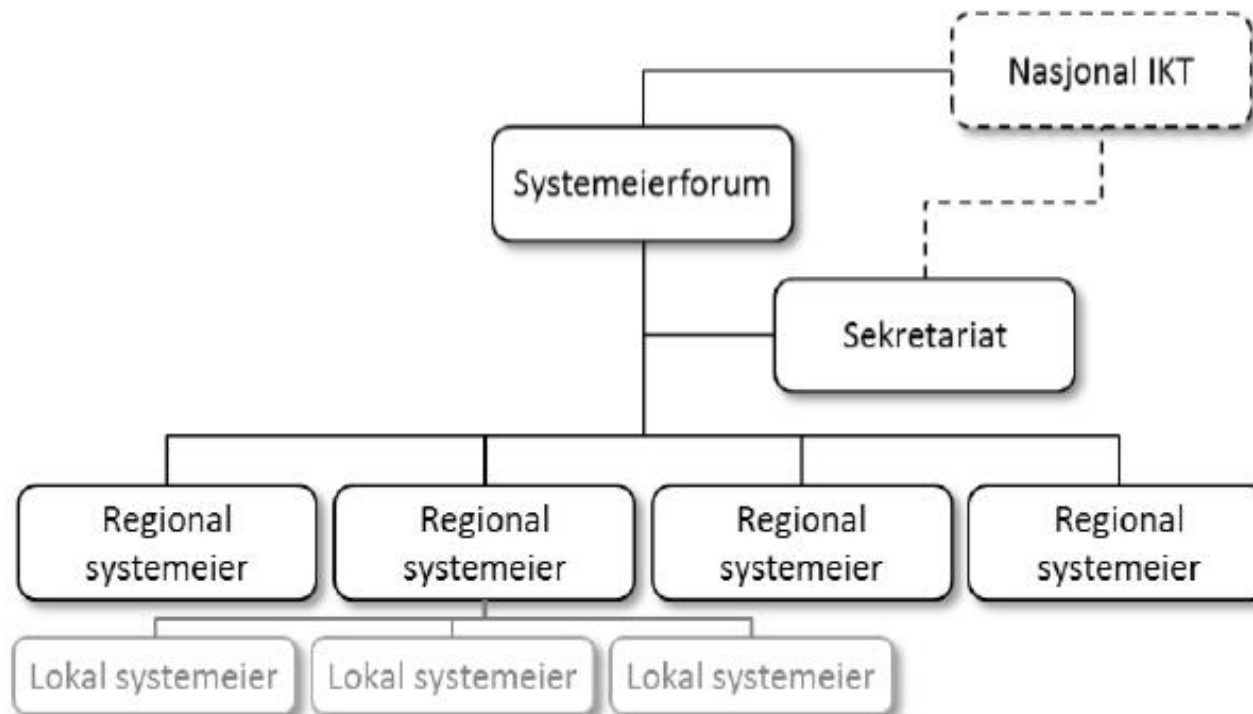 Nasjonal IKT
Systemeierforum
Sekretariat
Regional
systemeier
Regional
systemeier
Regional
systemeier
Regional
systemeier
Lokal systemeier
Lokal systemeier
Lokal systemeier